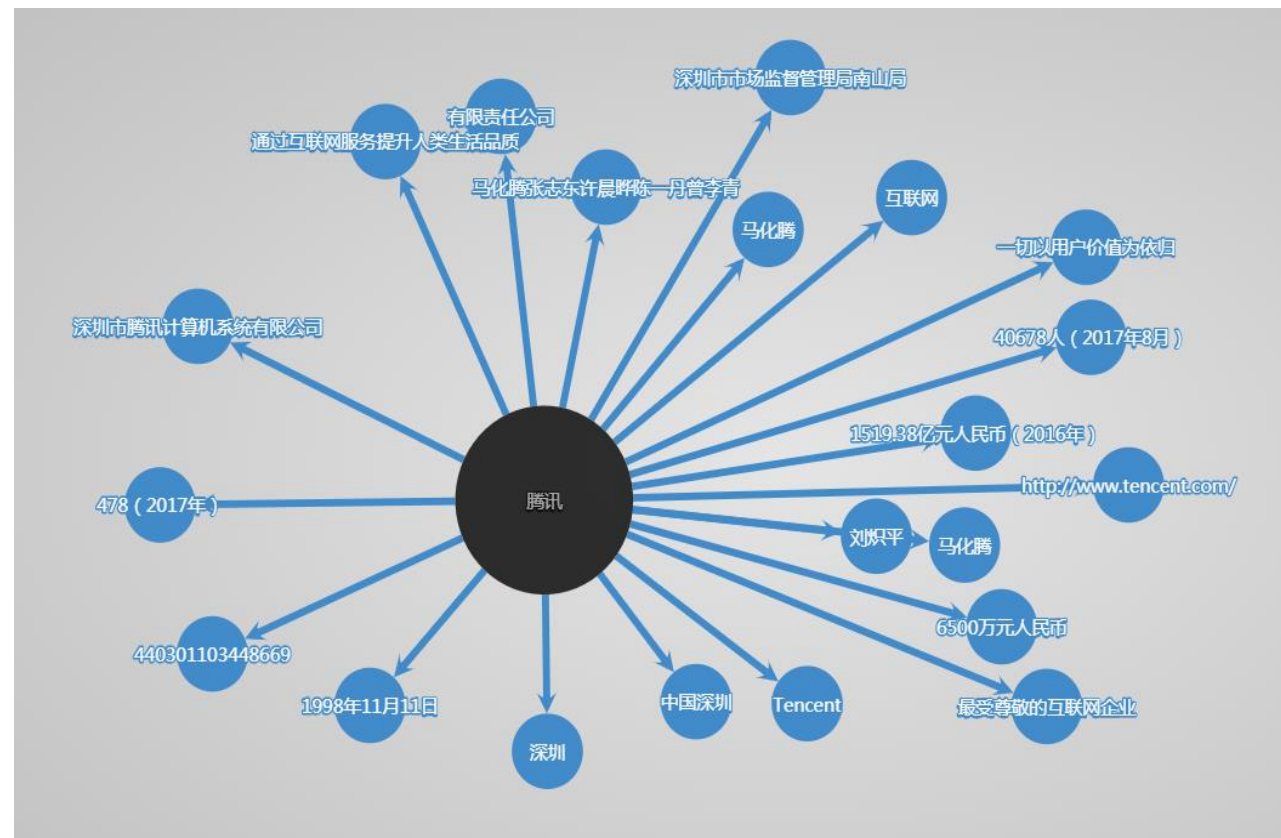 深圳市市场监督管理局南山局
有限责任公司
通过互联网服务提升人类生活品质
马化腾张志东许晨晔陈一丹曾李青
互联网
马化腾
一切以用户价值为依归
深圳市腾讯计算机系统有限公司
40678人（2017年8月）
1519.38亿元人民币（2016年）
http://www.tencent.com/
腾讯
478（2017年）
刘炽平
马化腾
6500万元人民币
440301103448669
中国深圳
Tencent
1998年11月11日
最受尊敬的互联网企业
深圳